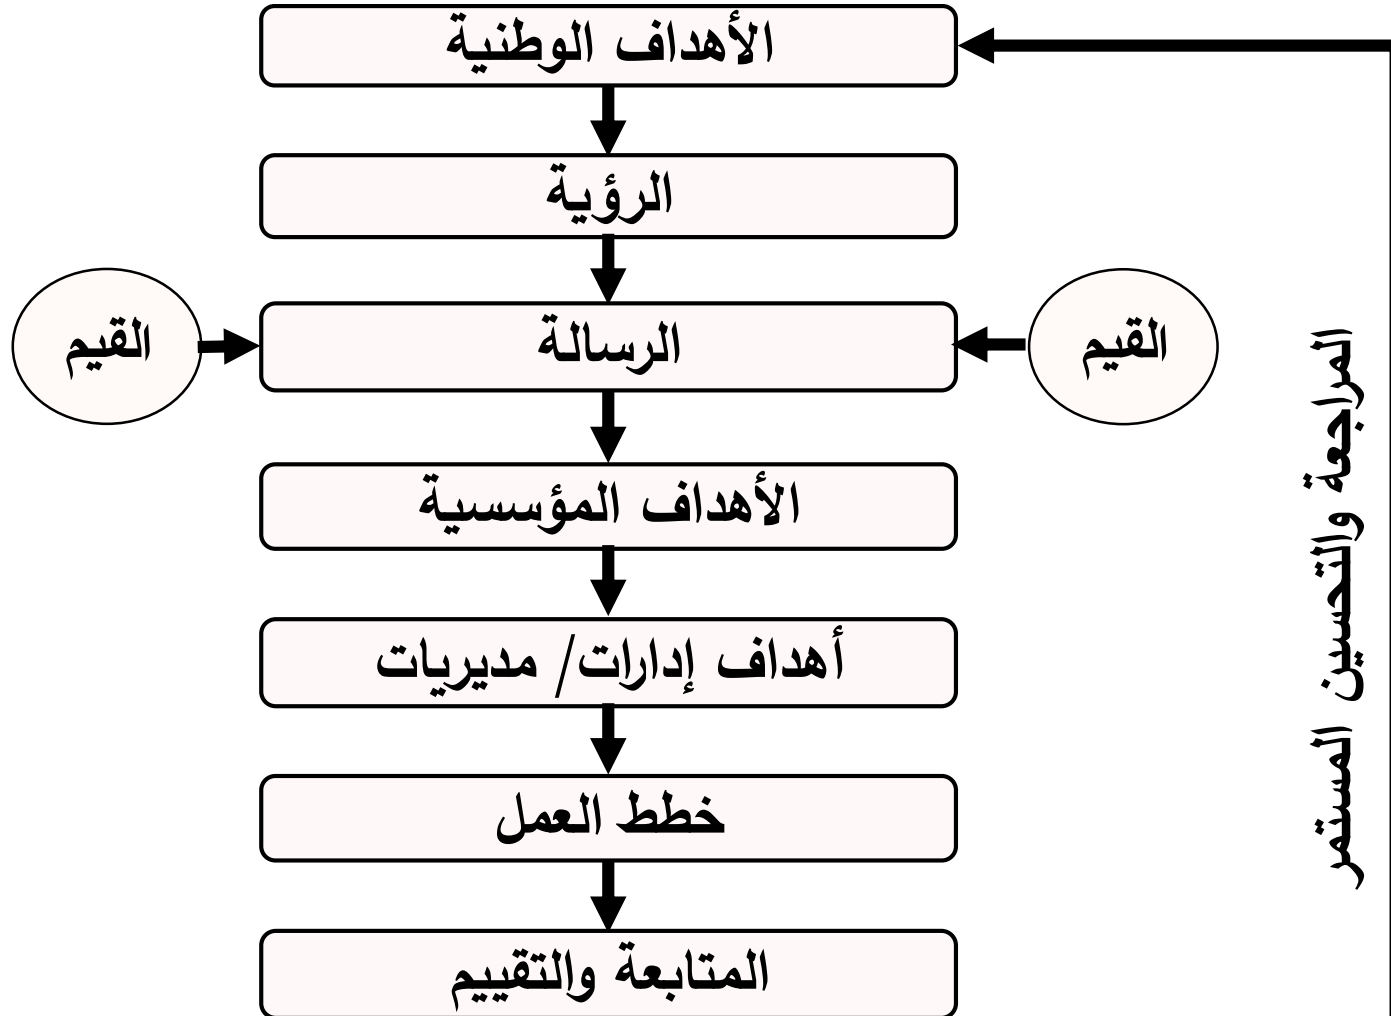 الأهداف الوطنية
الرؤية
القيم
الرسالة
القيم
الأهداف المؤسسية
أهداف إدارات/ مديريات
خطط العمل
المتابعة والتقييم
المراجعة والتحسين المستمر